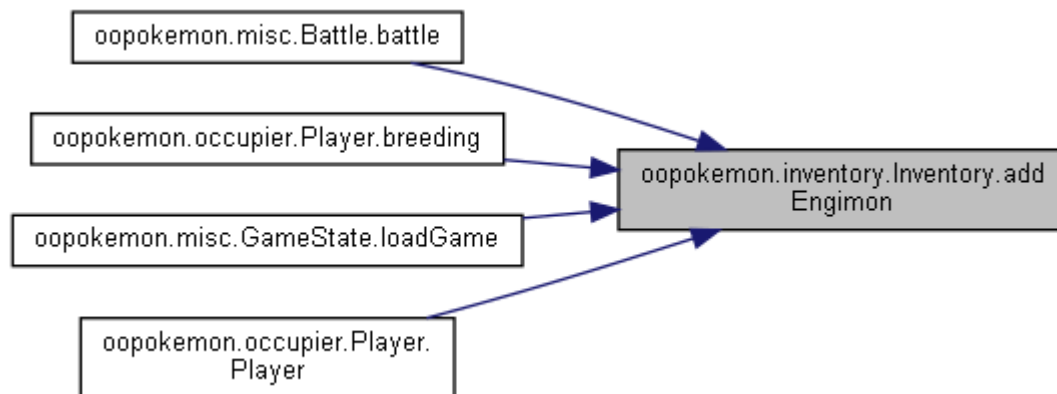 oopokemon.misc.Battle.battle
oopokemon.occupier.Player.breeding
oopokemon.inventory.Inventory.add
Engimon
oopokemon.misc.GameState.loadGame
oopokemon.occupier.Player.
Player